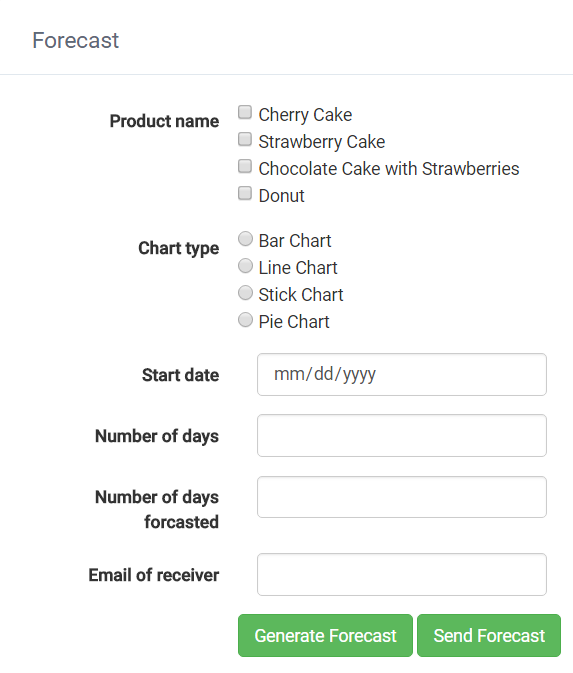 Forecast
Product name
Cherry Cake
Strawberry Cake
Chocolate Cake with Strawberries
Donut
Chart type
Bar Chart
Line Chart
Stick Chart
Pie Chart
Start date
mm/dd/yyyy
Number of days
Number of days
forcasted
Email of receiver
Generate Forecast
Send Forecast